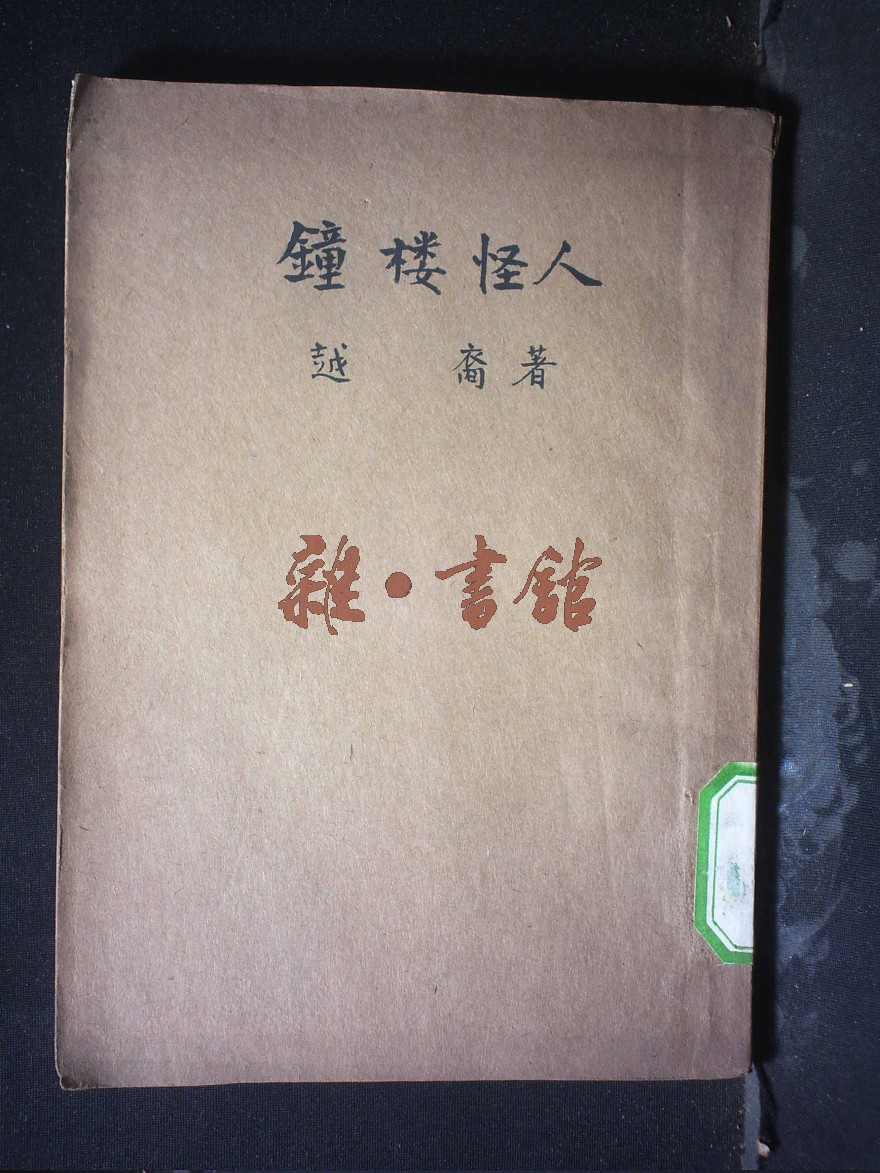 鐘楼怪人
越 裔 著
雜·書館